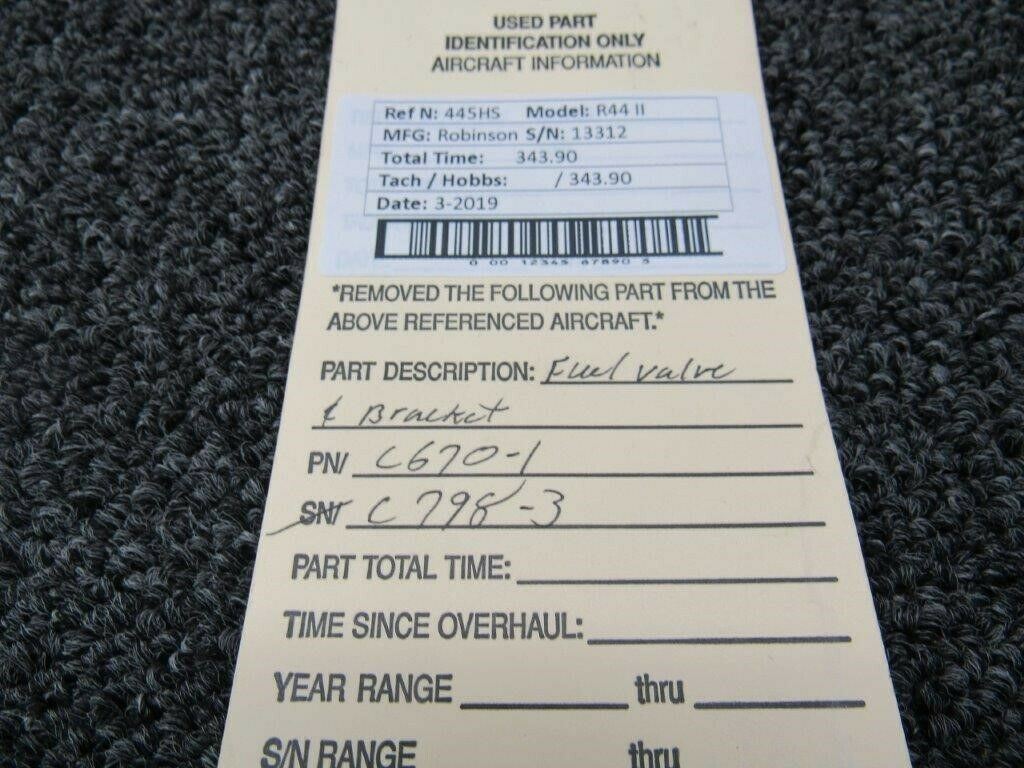 USED PART
IDENTIFICATION ONLY
AIRCRAFT INFORMATION
Ref N: 445HS Model: R44 II
MFG: Robinson S/N: 13312
Total Time: 343.90
Tach / Hobbs: / 343.90
Date: 3-2019
0 00 12345 67890 5
*REMOVED THE FOLLOWING PART FROM THE
ABOVE REFERENCED AIRCRAFT.*
PART DESCRIPTION: Fuel valve
& Bracket
PN/ C670-1
SN/ C798-3
PART TOTAL TIME:
TIME SINCE OVERHAUL:
YEAR RANGE thru
S/N RANGE thru